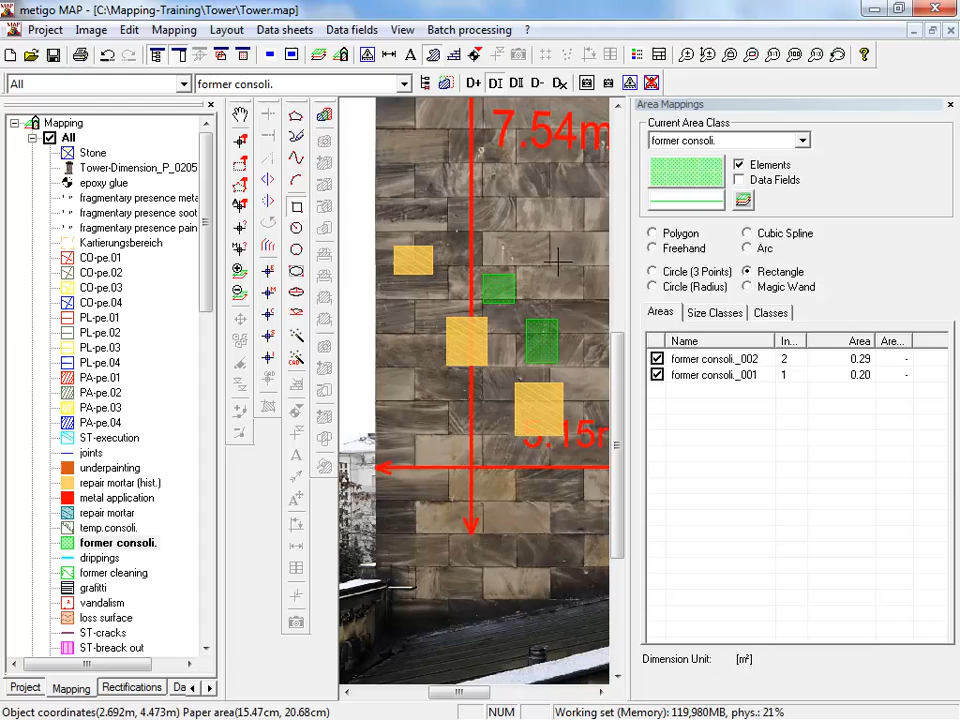 metigo MAP - [C:\Mapping-Training\Tower\Tower.map]
Project Image Edit Mapping Layout Data sheets Data fields View Batch processing ?
All
former consoli.
D+ DI DII D- Dx
Mapping
All
Stone
Tower-Dimension_P_0205
epoxy glue
fragmentary presence meta
fragmentary presence soot
fragmentary presence pain
Kartierungsbereich
CO-pe.01
CO-pe.02
CO-pe.03
CO-pe.04
PL-pe.01
PL-pe.02
PL-pe.03
PL-pe.04
PA-pe.01
PA-pe.02
PA-pe.03
PA-pe.04
ST-execution
joints
underpainting
repair mortar (hist.)
metal application
repair mortar
temp.consoli.
former consoli.
drippings
former cleaning
grafitti
vandalism
loss surface
ST-cracks
ST-breack out
Project Mapping Rectifications Da
7.54m
5.15m
Area Mappings
Current Area Class
former consoli.
Elements
Data Fields
Polygon Cubic Spline
Freehand Arc
Circle (3 Points) Rectangle
Circle (Radius) Magic Wand
Areas Size Classes Classes
Name In... Area Are...
former consoli._002 2 0.29 -
former consoli._001 1 0.20 -
Dimension Unit: [m²]
Object coordinates(2.692m, 4.473m) Paper area(15.47cm, 20.68cm) NUM Working set (Memory): 119,980MB, phys.: 21%